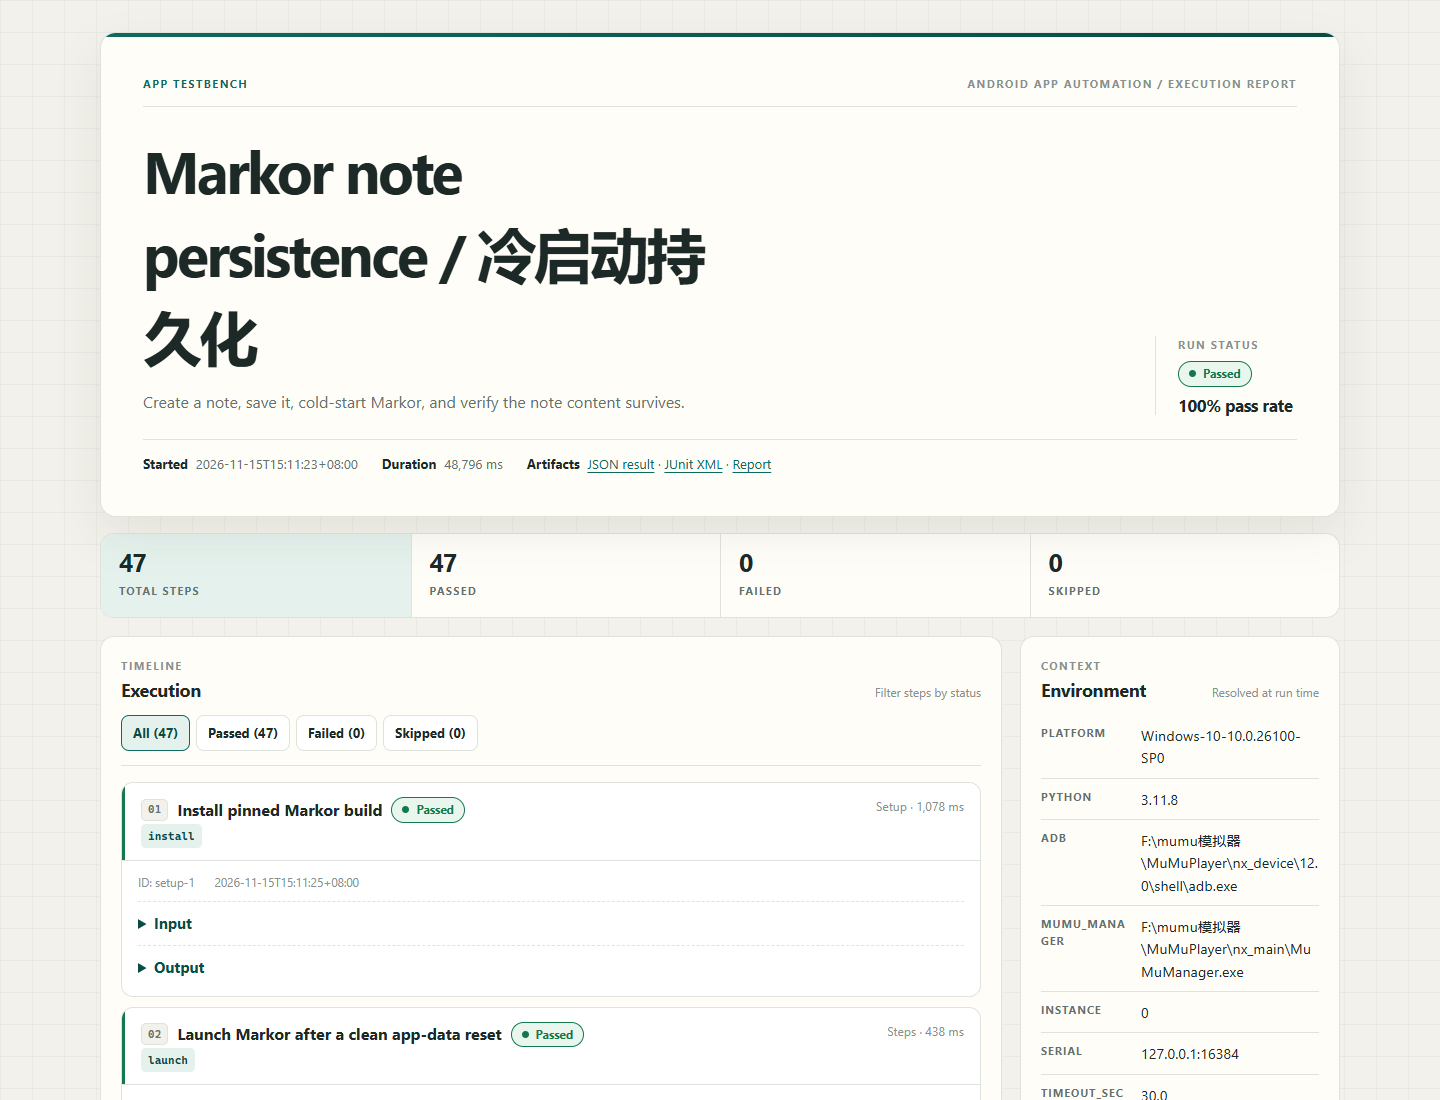 APP TESTBENCH
ANDROID APP AUTOMATION / EXECUTION REPORT
Markor note
persistence / 冷启动持
久化
Create a note, save it, cold-start Markor, and verify the note content survives.
RUN STATUS
Passed
100% pass rate
Started 2026-11-15T15:11:23+08:00 Duration 48,796 ms Artifacts JSON result · JUnit XML · Report
47
TOTAL STEPS
47
PASSED
0
FAILED
0
SKIPPED
TIMELINE
Execution
Filter steps by status
All (47) Passed (47) Failed (0) Skipped (0)
01 Install pinned Markor build Passed
Setup · 1,078 ms
install
ID: setup-1 2026-11-15T15:11:25+08:00
Input
Output
02 Launch Markor after a clean app-data reset Passed
Steps · 438 ms
launch
CONTEXT
Environment
Resolved at run time
PLATFORM
Windows-10-10.0.26100-
SP0
PYTHON
3.11.8
ADB
F:\mumu模拟器
\MuMuPlayer\nx_device\12.
0\shell\adb.exe
MUMU_MANA
GER
F:\mumu模拟器
\MuMuPlayer\nx_main\Mu
MuManager.exe
INSTANCE
0
SERIAL
127.0.0.1:16384
TIMEOUT_SEC
30.0